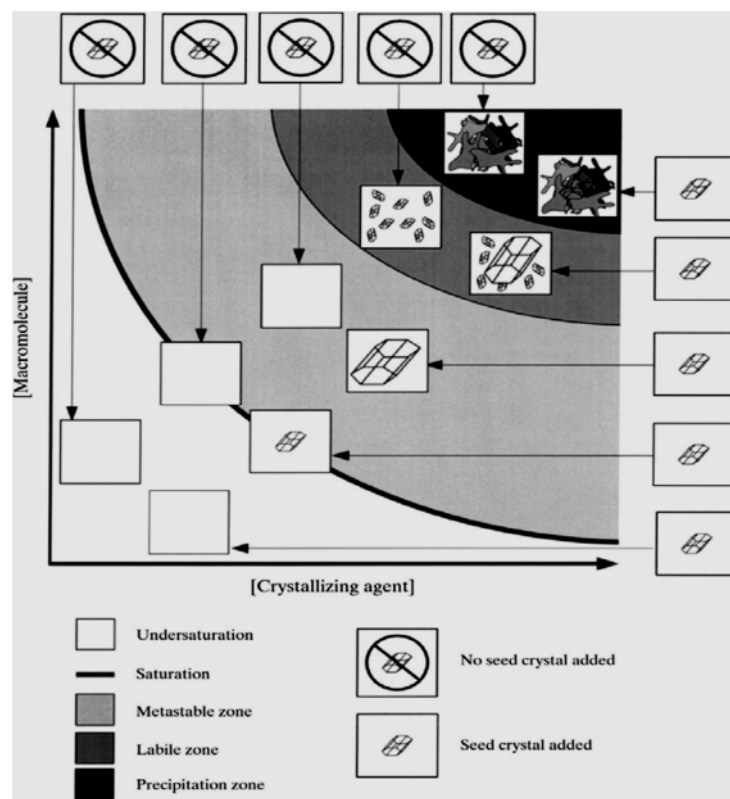 [Macromolecule]
[Crystallizing agent]
Undersaturation
Saturation
Metastable zone
Labile zone
Precipitation zone
No seed crystal added
Seed crystal added